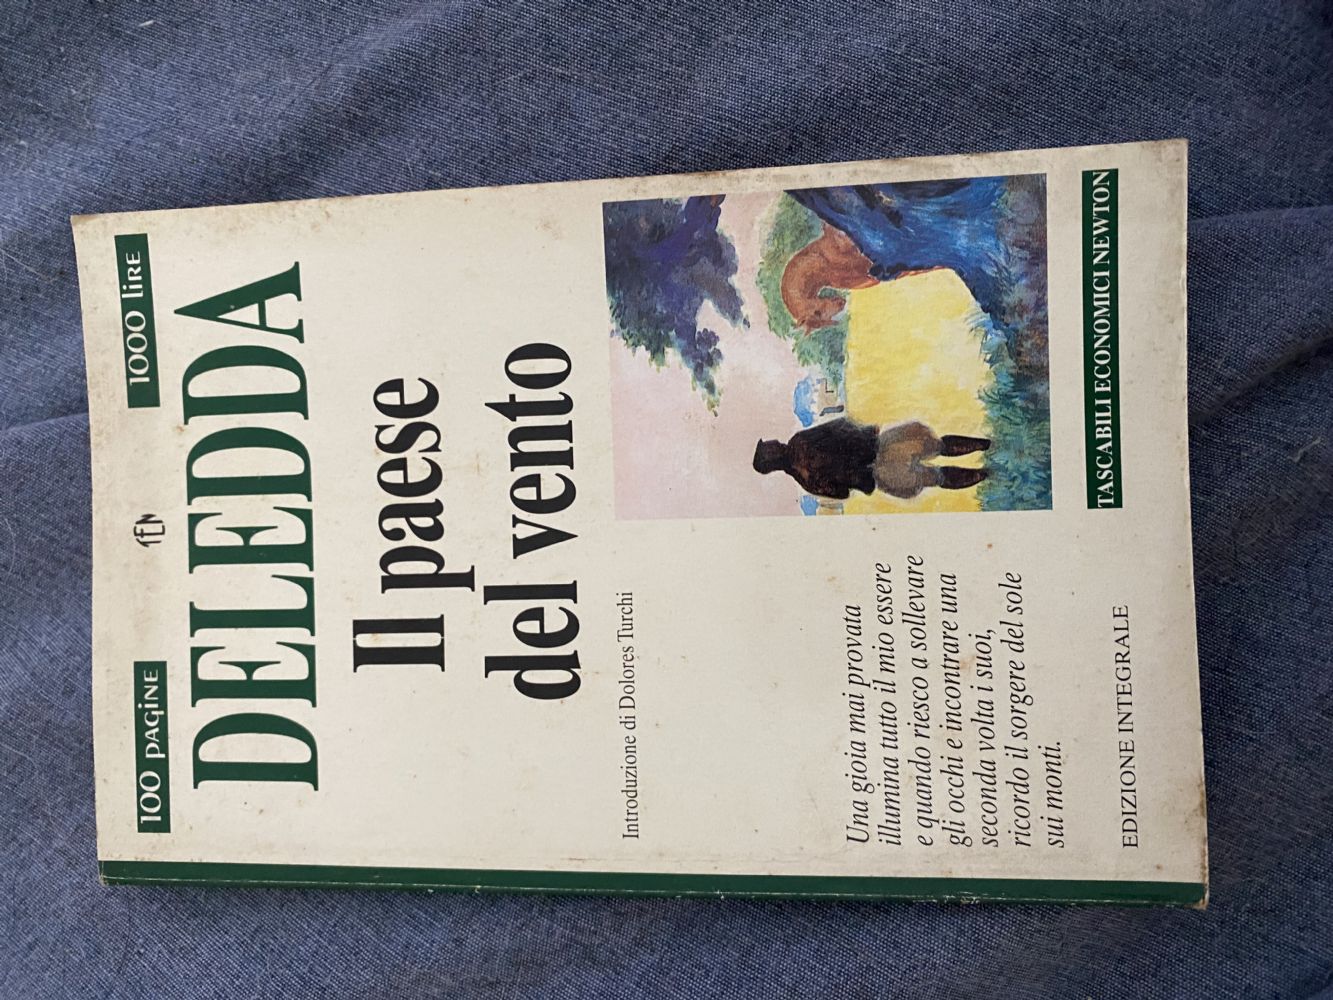 100 pagine
TEN
1000 lire
DELEDDA
Il paese
del vento
Introduzione di Dolores Turchi
Una gioia mai provata
illumina tutto il mio essere
e quando riesco a sollevare
gli occhi e incontrare una
seconda volta i suoi,
ricordo il sorgere del sole
sui monti.
EDIZIONE INTEGRALE
TASCABILI ECONOMICI NEWTON